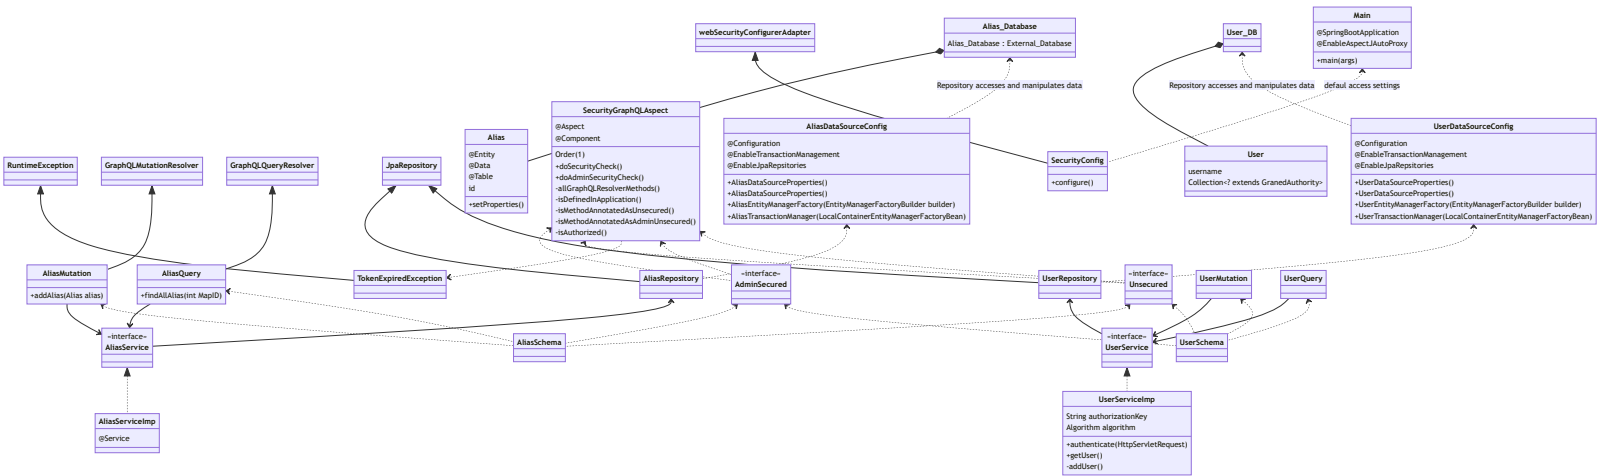 Main
@SpringBootApplication
@EnableAspectJAutoProxy
+main(args)
Alias_Database
Alias_Database : External_Database
webSecurityConfigurerAdapter
User_DB
Repository accesses and manipulates data
Repository accesses and manipulates data
defaul access settings
SecurityGraphQLAspect
@Aspect
@Component
Order(1)
+doSecurityCheck()
+doAdminSecurityCheck()
-allGraphQLResolverMethods()
-isDefinedInApplication()
-isMethodAnnotatedAsUnsecured()
-isMethodAnnotatedAsAdminUnsecured()
-isAuthorized()
AliasDataSourceConfig
@Configuration
@EnableTransactionManagement
@EnableJpaRepsitories
+AliasDataSourceProperties()
+AliasDataSourceProperties()
+AliasEntityManagerFactory(EntityManagerFactoryBuilder builder)
+AliasTransactionManager(LocalContainerEntityManagerFactoryBean)
UserDataSourceConfig
@Configuration
@EnableTransactionManagement
@EnableJpaRepsitories
+UserDataSourceProperties()
+UserDataSourceProperties()
+UserEntityManagerFactory(EntityManagerFactoryBuilder builder)
+UserTransactionManager(LocalContainerEntityManagerFactoryBean)
Alias
@Entity
@Data
@Table
id
+setProperties()
SecurityConfig
+configure()
User
username
Collection<? extends GranedAuthority>
RuntimeException
GraphQLMutationResolver
GraphQLQueryResolver
JpaRepository
AliasMutation
+addAlias(Alias alias)
AliasQuery
+findAllAlias(int MapID)
TokenExpiredException
AliasRepository
«interface»
AdminSecured
UserRepository
«interface»
Unsecured
UserMutation
UserQuery
«interface»
AliasService
AliasSchema
«interface»
UserService
UserSchema
AliasServiceImp
@Service
UserServiceImp
String authorizationKey
Algorithm algorithm
+authenticate(HttpServletRequest)
+getUser()
-addUser()